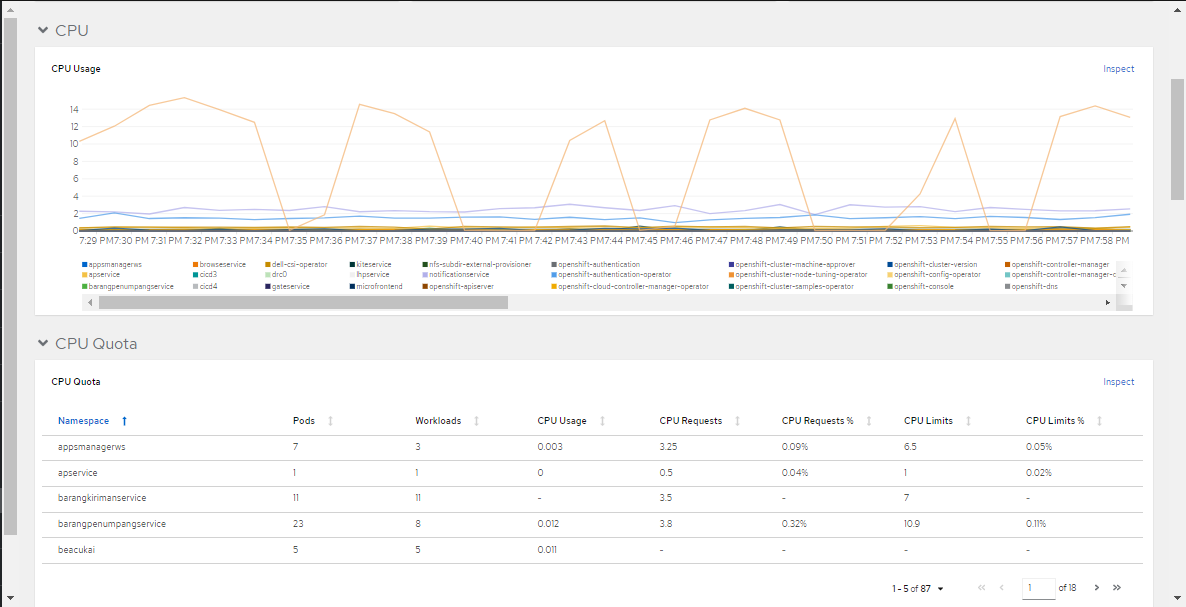 CPU
CPU Usage Inspect
14
12
10
8
6
4
2
0
7:29 PM 7:30 PM 7:31 PM 7:32 PM 7:33 PM 7:34 PM 7:35 PM 7:36 PM 7:37 PM 7:38 PM 7:39 PM 7:40 PM 7:41 PM 7:42 PM 7:43 PM 7:44 PM 7:45 PM 7:46 PM 7:47 PM 7:48 PM 7:49 PM 7:50 PM 7:51 PM 7:52 PM 7:53 PM 7:54 PM 7:55 PM 7:56 PM 7:57 PM 7:58 PM
appsmanagerws browseservice dell-csi-operator kiteservice nfs-subdir-external-provisioner openshift-authentication openshift-cluster-machine-approver openshift-cluster-version openshift-controller-manager
apservice cicd3 drc0 lhpservice notificationservice openshift-authentication-operator openshift-cluster-node-tuning-operator openshift-config-operator openshift-controller-manager-c
barangpenumpangservice cicd4 gateservice microfrontend openshift-apiserver openshift-cloud-controller-manager-operator openshift-cluster-samples-operator openshift-console openshift-dns
CPU Quota
CPU Quota Inspect
Namespace Pods Workloads CPU Usage CPU Requests CPU Requests % CPU Limits CPU Limits %
appsmanagerws 7 3 0.003 3.25 0.09% 6.5 0.05%
apservice 1 1 0 0.5 0.04% 1 0.02%
barangkirimanservice 11 11 - 3.5 - 7 -
barangpenumpangservice 23 8 0.012 3.8 0.32% 10.9 0.11%
beacukai 5 5 0.011 - - - -
1 - 5 of 87 1 of 18